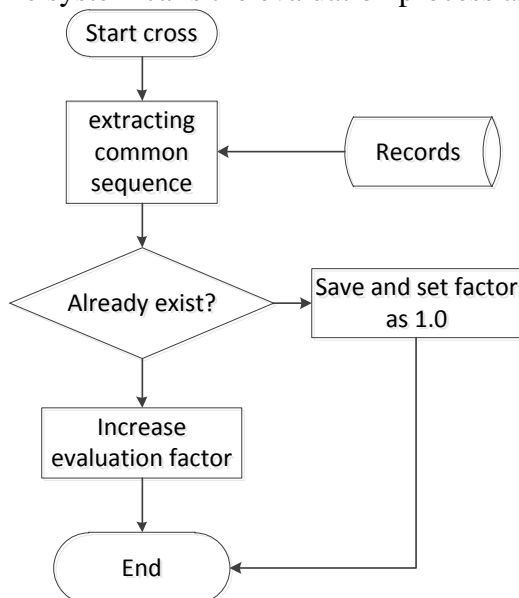 Start cross
extracting
common
sequence
Records
Already exist?
Save and set factor
as 1.0
Increase
evaluation factor
End